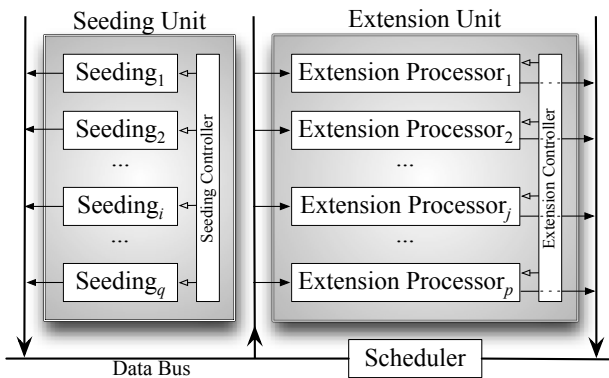 Seeding Unit
Extension Unit
Seeding1
Extension Processor1
Seeding2
Extension Processor2
...
...
Seedingi
Extension Processorj
...
...
Seedingq
Extension Processorp
Seeding Controller
Extension Controller
Data Bus
Scheduler